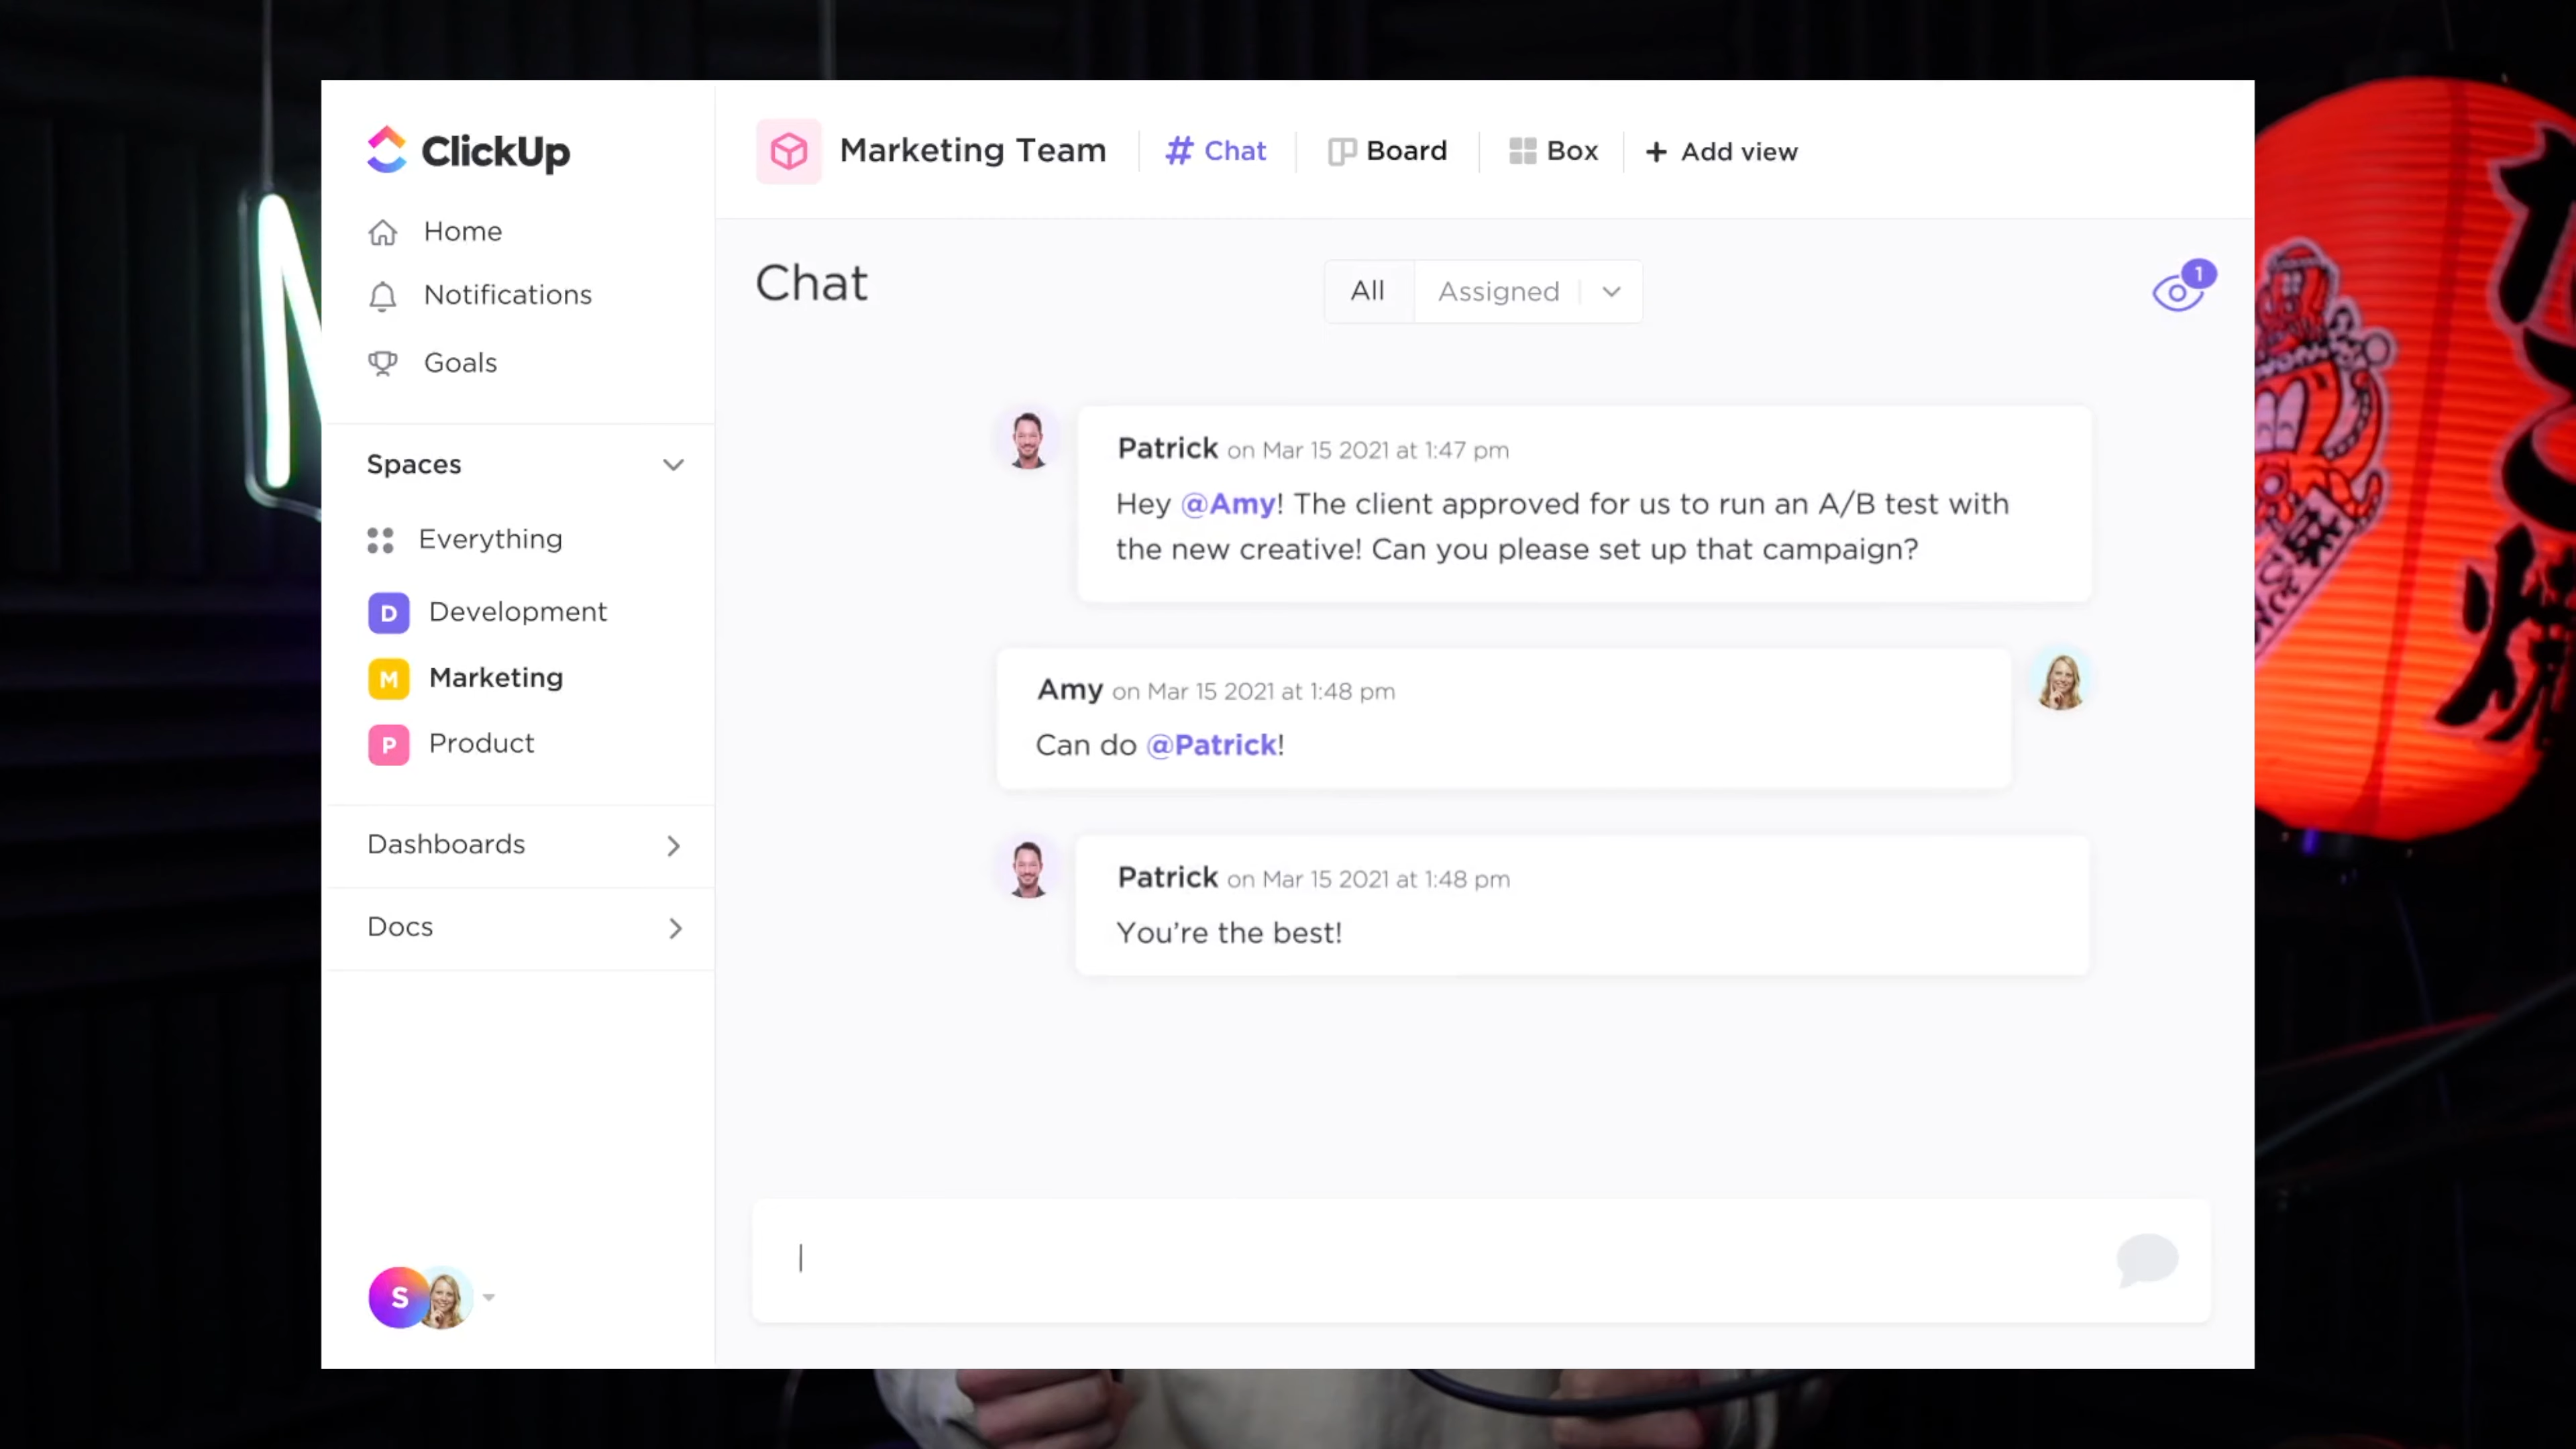 ClickUp
Home
Notifications
Goals
Spaces
Everything
D Development
M Marketing
P Product
Dashboards
Docs
S
Marketing Team
# Chat
Board
Box
+ Add view
Chat
All
Assigned
1
Patrick on Mar 15 2021 at 1:47 pm
Hey @Amy! The client approved for us to run an A/B test with
the new creative! Can you please set up that campaign?
Amy on Mar 15 2021 at 1:48 pm
Can do @Patrick!
Patrick on Mar 15 2021 at 1:48 pm
You’re the best!